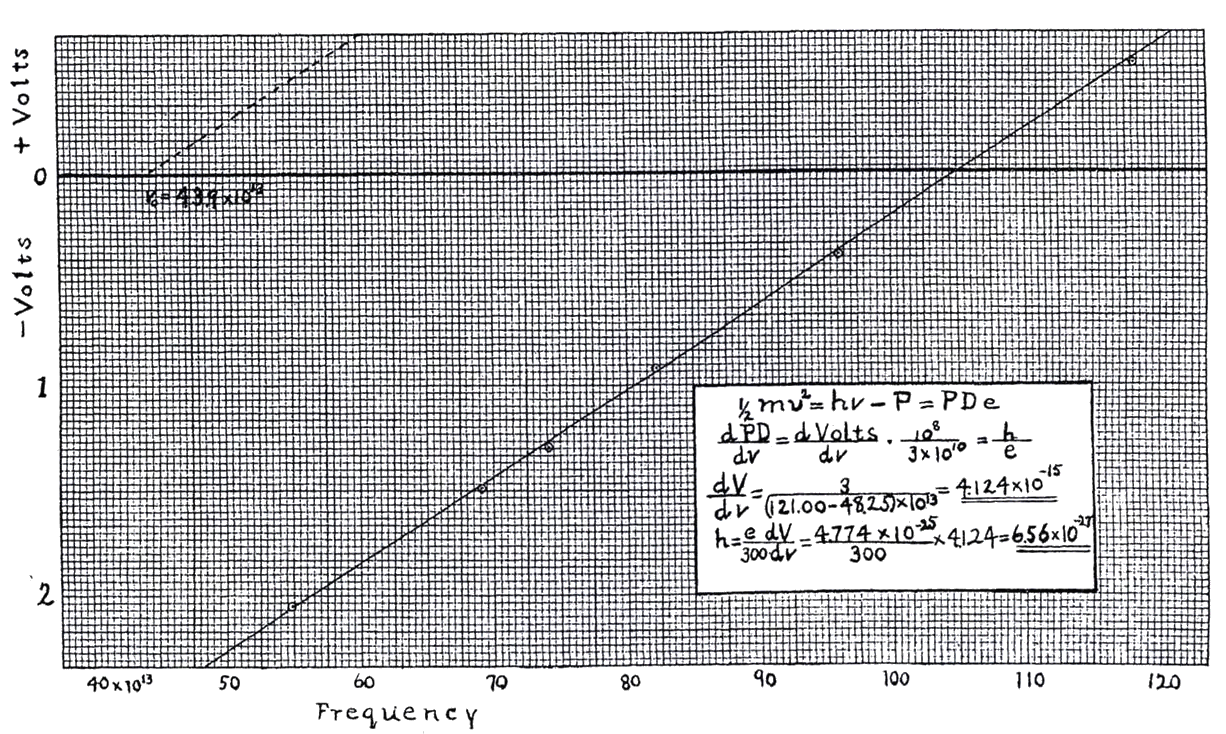 + Volts
0
ν₀ = 43.9 × 10¹³
− Volts
1
½ mv² = hν − P = PDe
dPD/dν = dVolts/dν · 10⁸/3×10¹⁰ = h/e
dV/dν = 3/(121.00−48.25)×10¹³ = 4.124×10⁻¹⁵
h = e/300 dV/dν = 4.774×10⁻²⁵/300 × 4.124 = 6.56×10⁻²⁷
2
40×10¹³ 50 60 70 80 90 100 110 120
Frequency